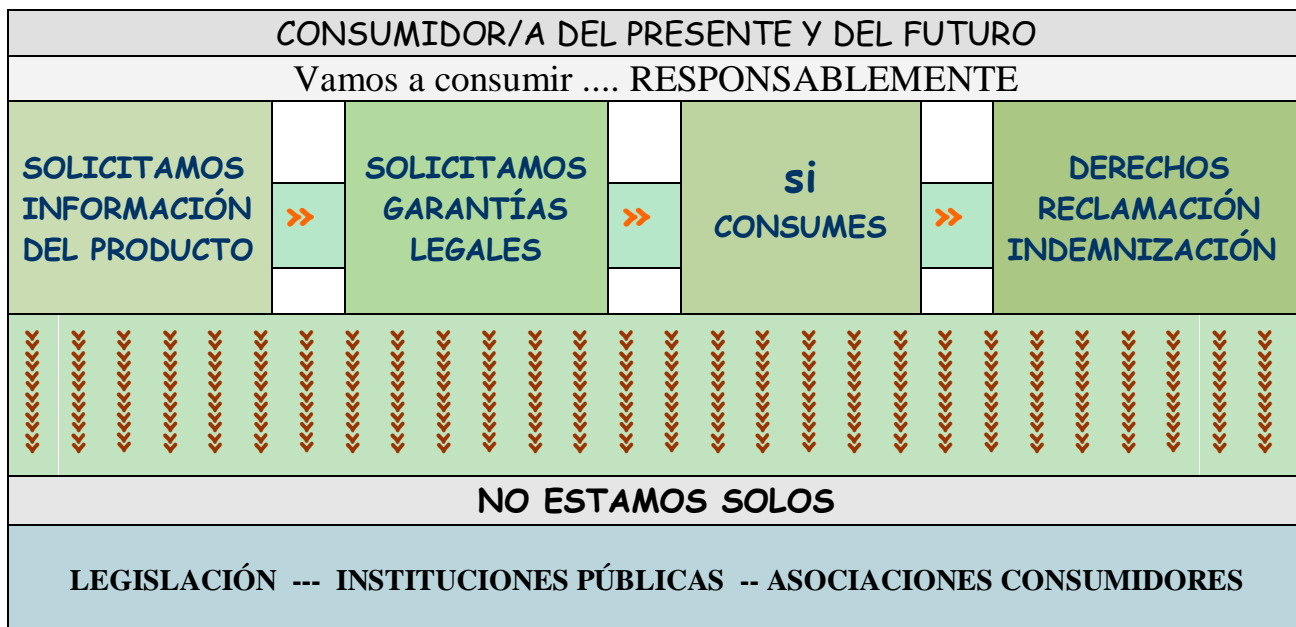 CONSUMIDOR/A DEL PRESENTE Y DEL FUTURO
Vamos a consumir .... RESPONSABLEMENTE
SOLICITAMOS
INFORMACIÓN
DEL PRODUCTO
»
SOLICITAMOS
GARANTÍAS
LEGALES
»
si
CONSUMES
»
DERECHOS
RECLAMACIÓN
INDEMNIZACIÓN
NO ESTAMOS SOLOS
LEGISLACIÓN --- INSTITUCIONES PÚBLICAS -- ASOCIACIONES CONSUMIDORES